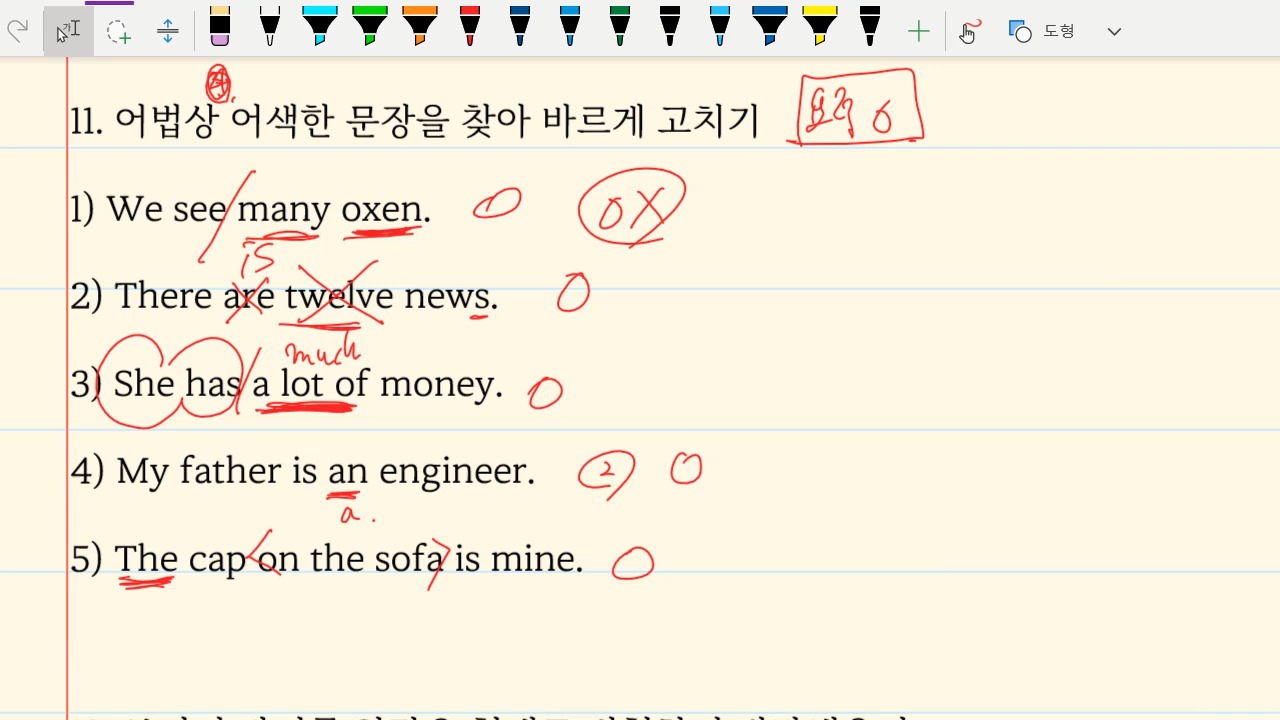 도형
11. 어법상 어색한 문장을 찾아 바르게 고치기
1) We see many oxen.
ox
is
2) There are twelve news.
much
3) She has a lot of money.
4) My father is an engineer. ②
a.
5) The cap on the sofa is mine.